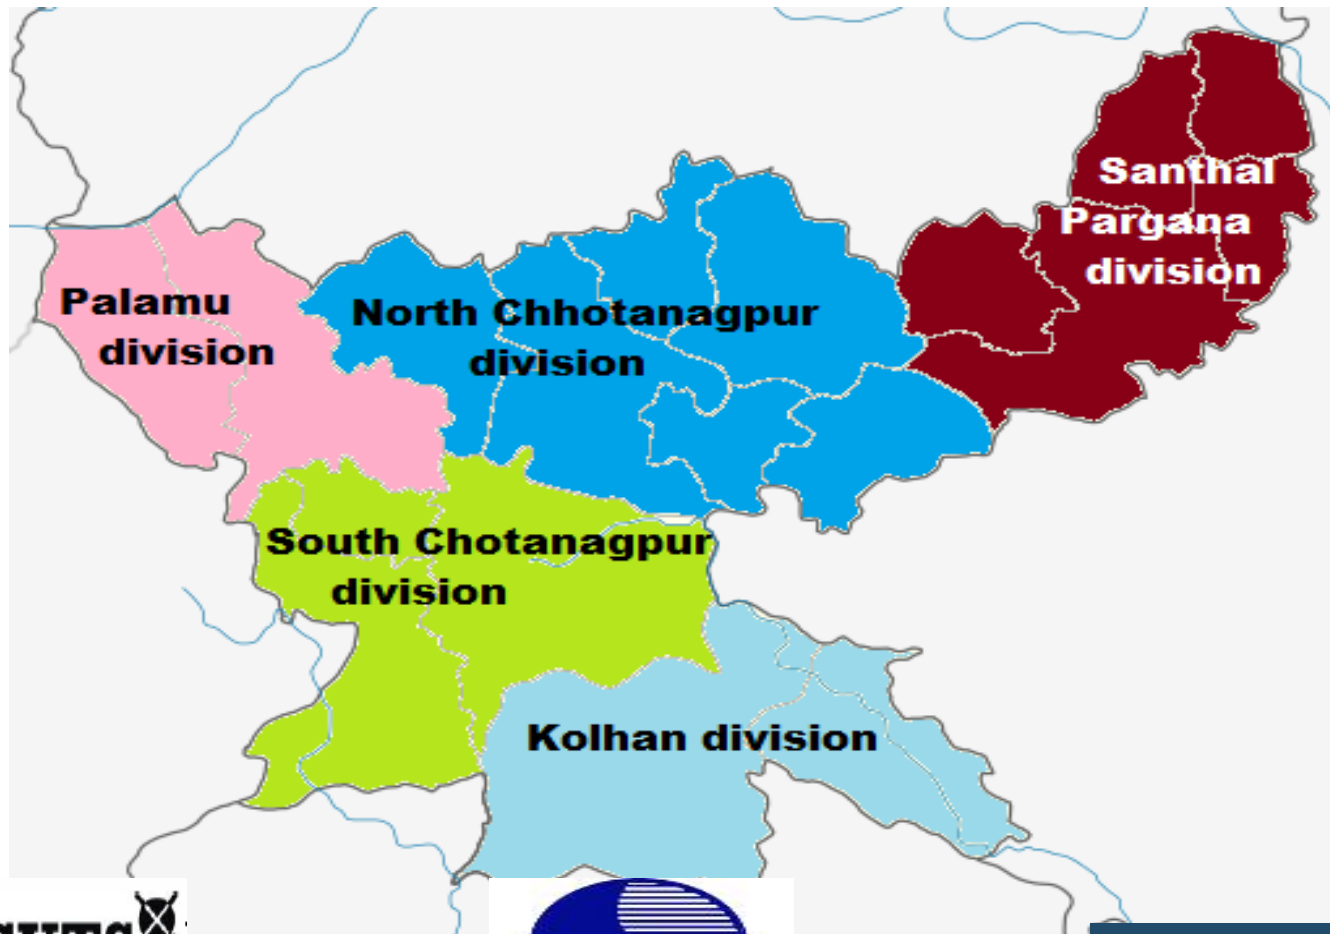 Santhal
Pargana
division
Palamu
division
North Chhotanagpur
division
South Chotanagpur
division
Kolhan division